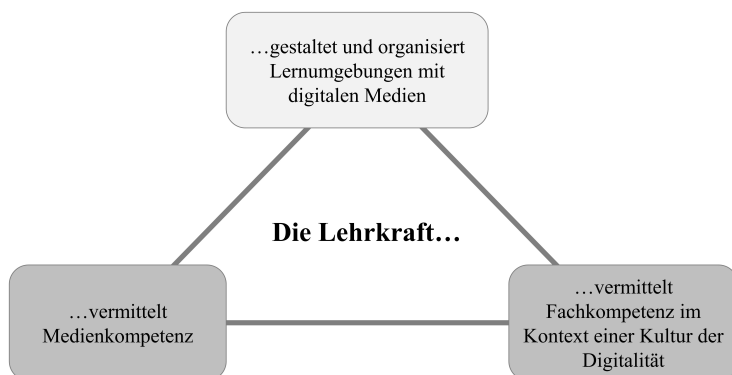 …gestaltet und organisiert
Lernumgebungen mit
digitalen Medien
Die Lehrkraft…
…vermittelt
Medienkompetenz
…vermittelt
Fachkompetenz im
Kontext einer Kultur der
Digitalität